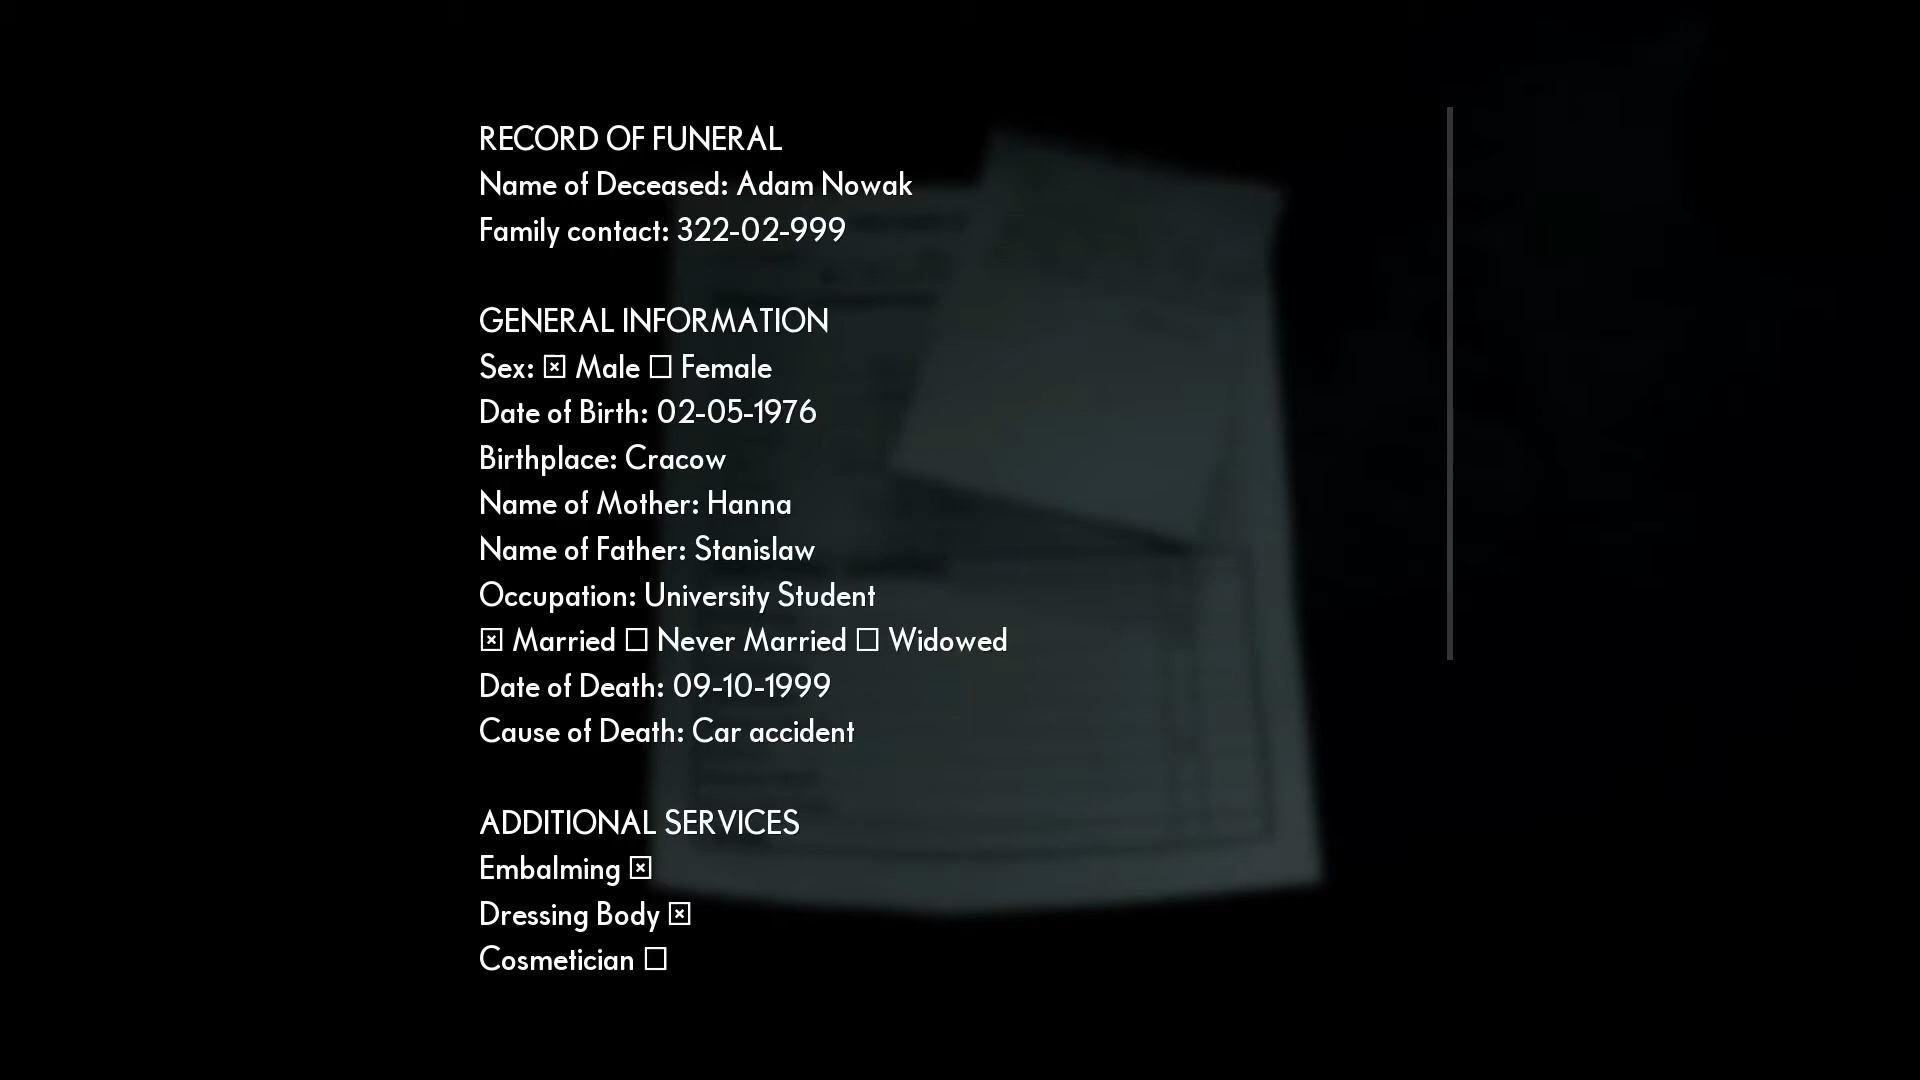 RECORD OF FUNERAL
Name of Deceased: Adam Nowak
Family contact: 322-02-999
GENERAL INFORMATION
Sex: ☒ Male ☐ Female
Date of Birth: 02-05-1976
Birthplace: Cracow
Name of Mother: Hanna
Name of Father: Stanislaw
Occupation: University Student
☒ Married ☐ Never Married ☐ Widowed
Date of Death: 09-10-1999
Cause of Death: Car accident
ADDITIONAL SERVICES
Embalming ☒
Dressing Body ☒
Cosmetician ☐